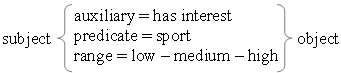 auxiliary = has interest
subject predicate = sport object
range = low – medium – high